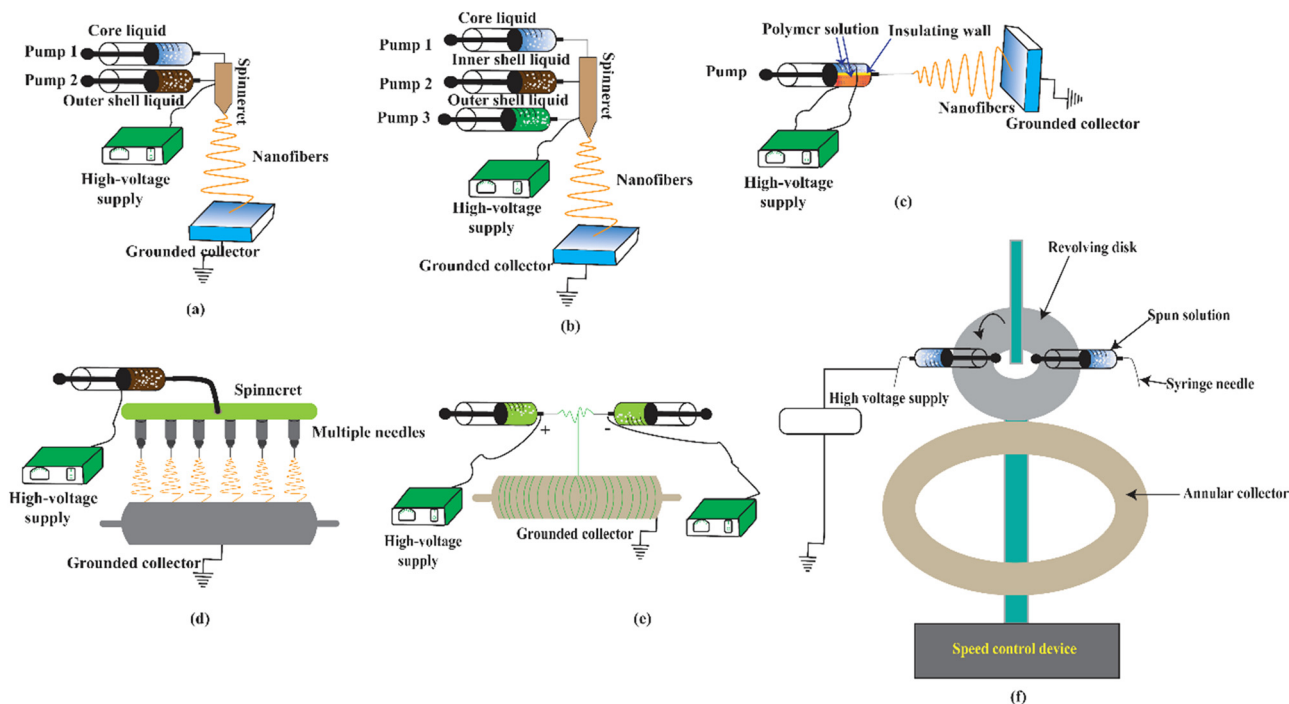 Core liquid
Pump 1
Pump 2
Outer shell liquid
Spinneret
Nanofibers
High-voltage
supply
Grounded collector
(a)
Core liquid
Pump 1
Inner shell liquid
Pump 2
Outer shell liquid
Pump 3
Spinneret
Nanofibers
High-voltage
supply
Grounded collector
(b)
Polymer solution
Insulating wall
Pump
Nanofibers
Grounded collector
High-voltage
supply
(c)
Spinneret
Multiple needles
High-voltage
supply
Grounded collector
(d)
+
-
High-voltage
supply
Grounded collector
(e)
Revolving disk
Spun solution
Syringe needle
High voltage supply
Annular collector
Speed control device
(f)